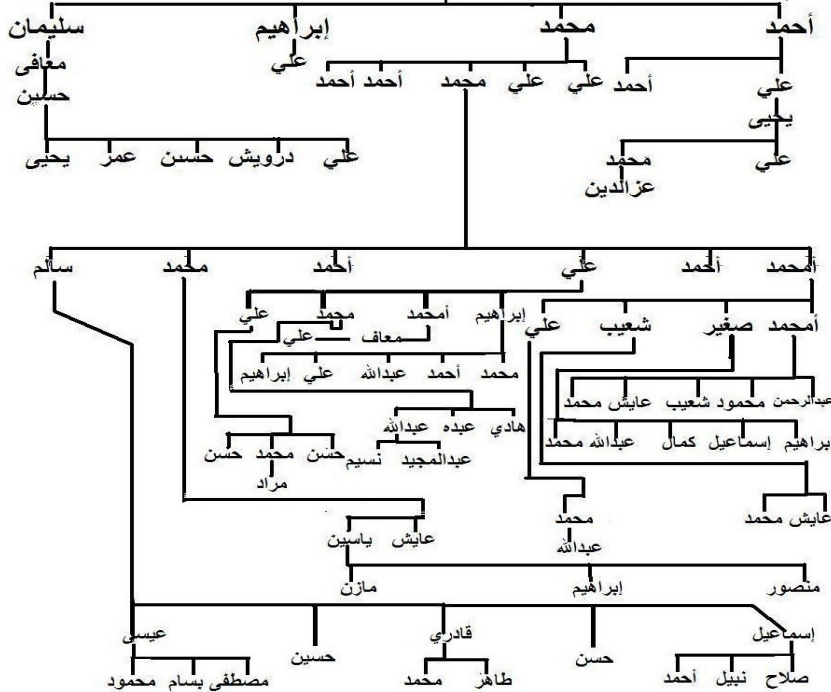 أحمد محمد إبراهيم سليمان
علي أحمد علي علي محمد أحمد أحمد علي معافى
يحيى حسين
علي محمد علي درويش حسن عمر يحيى
عزالدين
أمحمد أحمد علي أحمد محمد سالم
أمحمد صغير شعيب علي إبراهيم أمحمد محمد علي
معاف علي
محمد أحمد عبدالله علي إبراهيم
عبدالرحمن محمود شعيب عايش محمد
هادي عبده عبدالله
براهيم إسماعيل كمال عبدالله محمد
حسن محمد حسن
عبدالمجيد نسيم
مراد
عايش محمد محمد
عايش ياسين
عبدالله
منصور إبراهيم مازن
إسماعيل حسن قادري حسين عيسى
صلاح نبيل أحمد طاهر محمد مصطفى بسام محمود